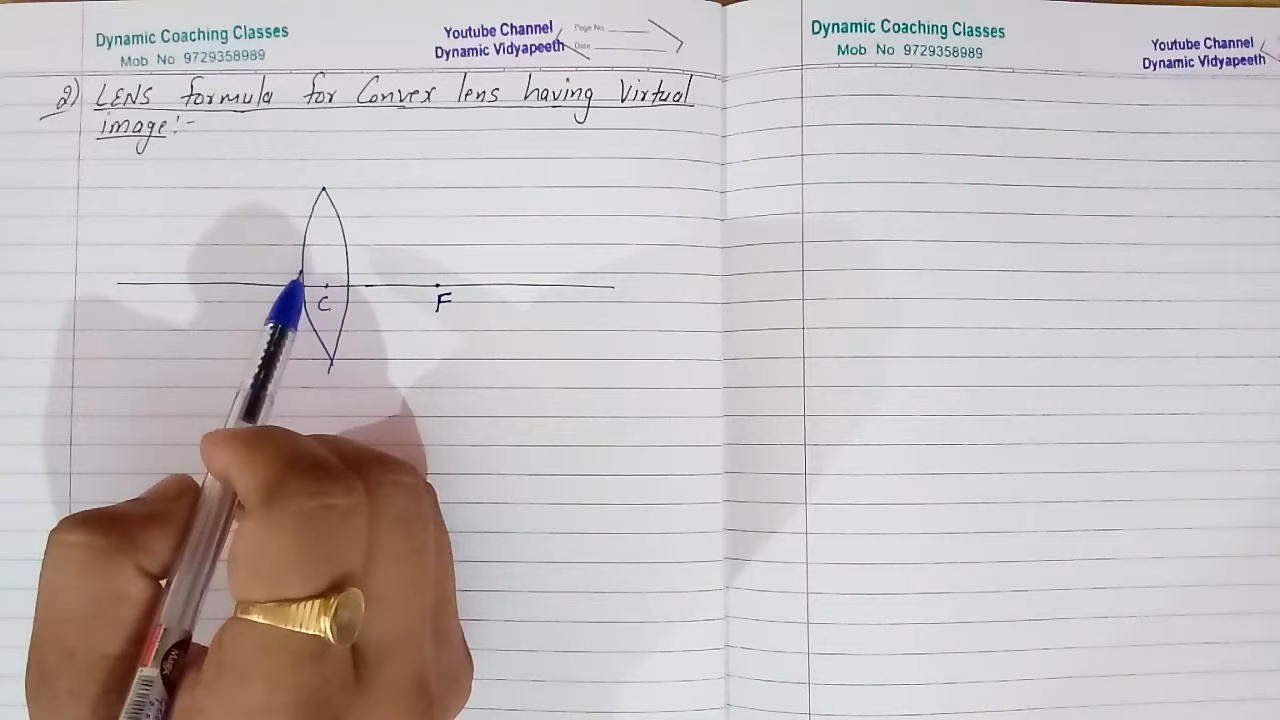 Dynamic Coaching Classes
Mob No 9729358989
Youtube Channel
Dynamic Vidyapeeth
Page No.
Date
2) LENS formula for Convex lens having Virtual
image:-
C
F
Dynamic Coaching Classes
Mob No 9729358989
Youtube Channel
Dynamic Vidyapeeth